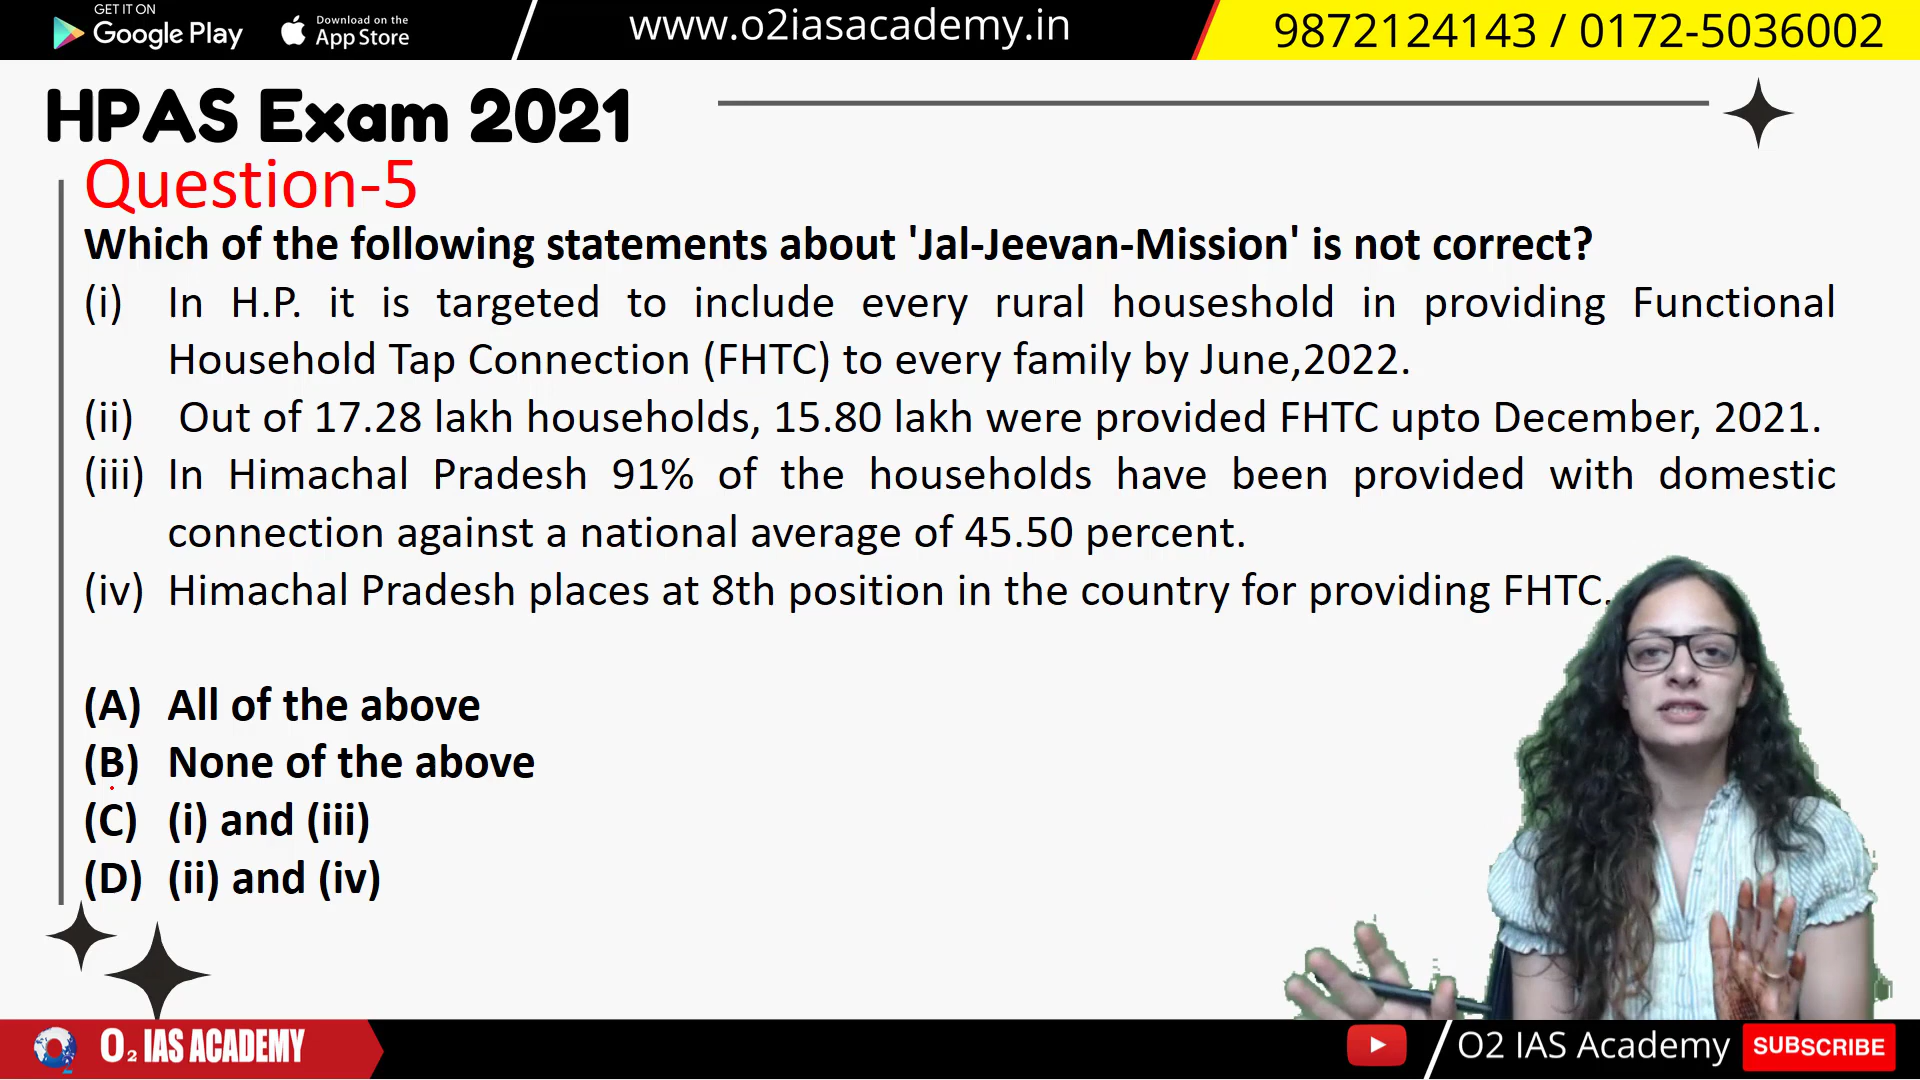 GET IT ON
Google Play
Download on the
App Store
www.o2iasacademy.in
9872124143 / 0172-5036002
HPAS Exam 2021
Question-5
Which of the following statements about 'Jal-Jeevan-Mission' is not correct?
(i) In H.P. it is targeted to include every rural houseshold in providing Functional
Household Tap Connection (FHTC) to every family by June,2022.
(ii) Out of 17.28 lakh households, 15.80 lakh were provided FHTC upto December, 2021.
(iii) In Himachal Pradesh 91% of the households have been provided with domestic
connection against a national average of 45.50 percent.
(iv) Himachal Pradesh places at 8th position in the country for providing FHTC.
(A) All of the above
(B) None of the above
(C) (i) and (iii)
(D) (ii) and (iv)
O2 IAS ACADEMY
O2 IAS Academy
SUBSCRIBE